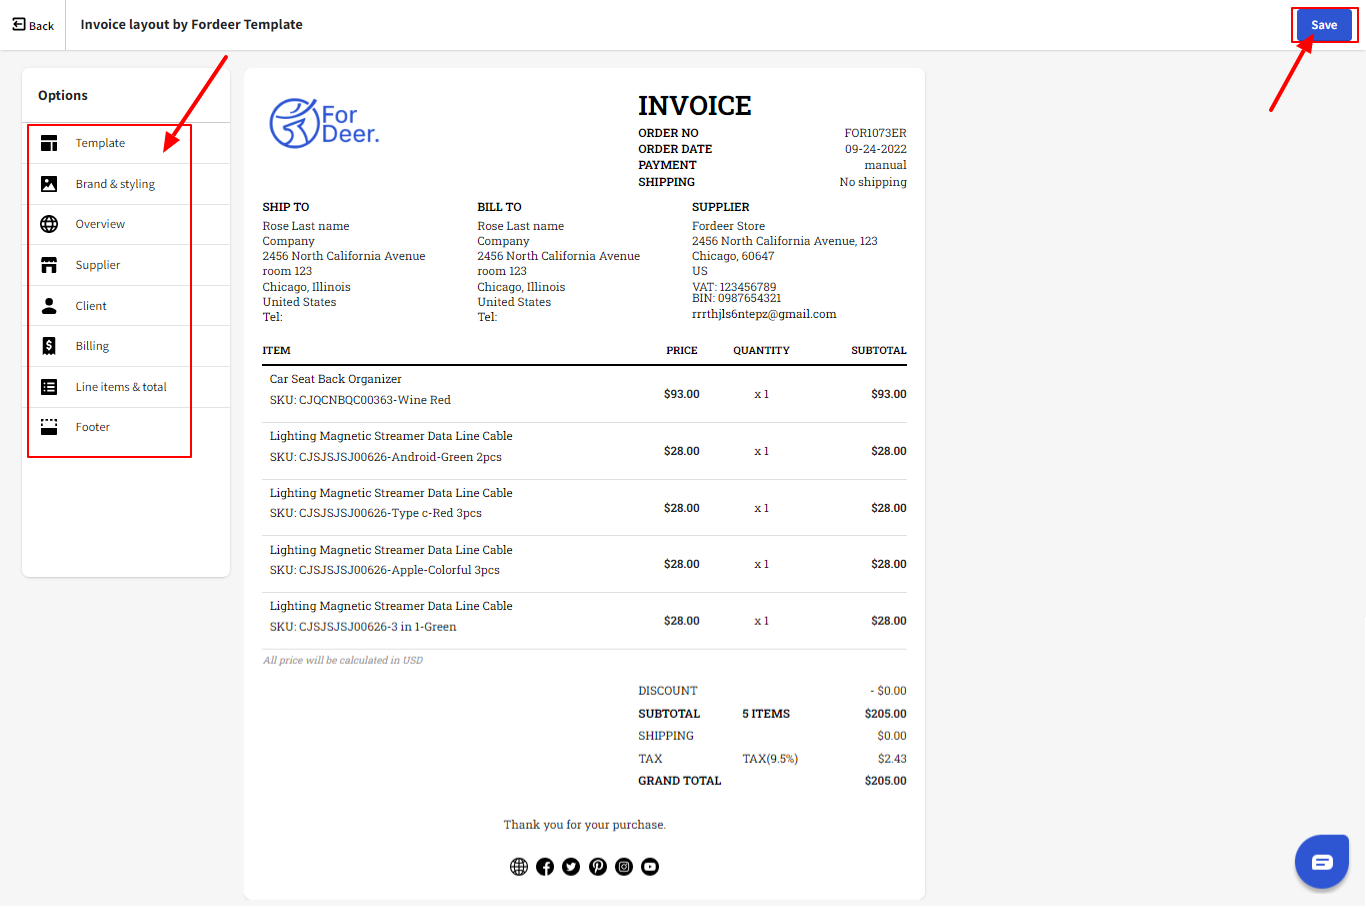 Back
Invoice layout by Fordeer Template
Save
Options
Template
Brand & styling
Overview
Supplier
Client
Billing
Line items & total
Footer
For
Deer.
INVOICE
ORDER NO FOR1073ER
ORDER DATE 09-24-2022
PAYMENT manual
SHIPPING No shipping
SHIP TO
Rose Last name
Company
2456 North California Avenue
room 123
Chicago, Illinois
United States
Tel:
BILL TO
Rose Last name
Company
2456 North California Avenue
room 123
Chicago, Illinois
United States
Tel:
SUPPLIER
Fordeer Store
2456 North California Avenue, 123
Chicago, 60647
US
VAT: 123456789
BIN: 0987654321
rrrthjls6ntepz@gmail.com
ITEM PRICE QUANTITY SUBTOTAL
Car Seat Back Organizer
SKU: CJQCNBQC00363-Wine Red
$93.00 x 1 $93.00
Lighting Magnetic Streamer Data Line Cable
SKU: CJSJSJSJ00626-Android-Green 2pcs
$28.00 x 1 $28.00
Lighting Magnetic Streamer Data Line Cable
SKU: CJSJSJSJ00626-Type c-Red 3pcs
$28.00 x 1 $28.00
Lighting Magnetic Streamer Data Line Cable
SKU: CJSJSJSJ00626-Apple-Colorful 3pcs
$28.00 x 1 $28.00
Lighting Magnetic Streamer Data Line Cable
SKU: CJSJSJSJ00626-3 in 1-Green
$28.00 x 1 $28.00
All price will be calculated in USD
DISCOUNT - $0.00
SUBTOTAL 5 ITEMS $205.00
SHIPPING $0.00
TAX TAX(9.5%) $2.43
GRAND TOTAL $205.00
Thank you for your purchase.